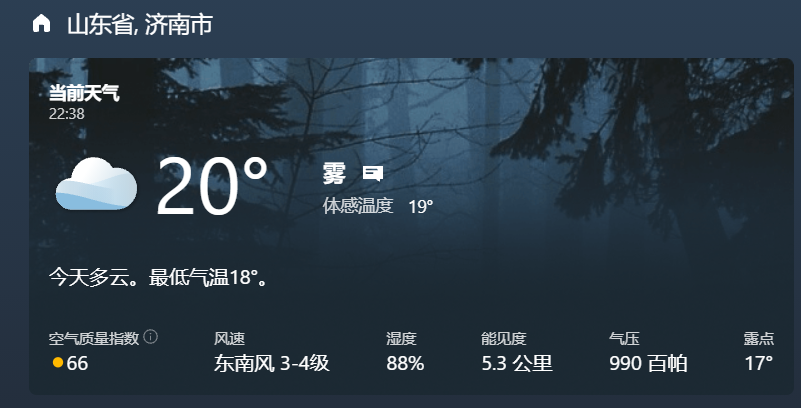 山东省, 济南市
当前天气
22:38
20°
雾
体感温度 19°
今天多云。最低气温18°。
空气质量指数 风速 湿度 能见度 气压 露点
66 东南风 3-4级 88% 5.3 公里 990 百帕 17°